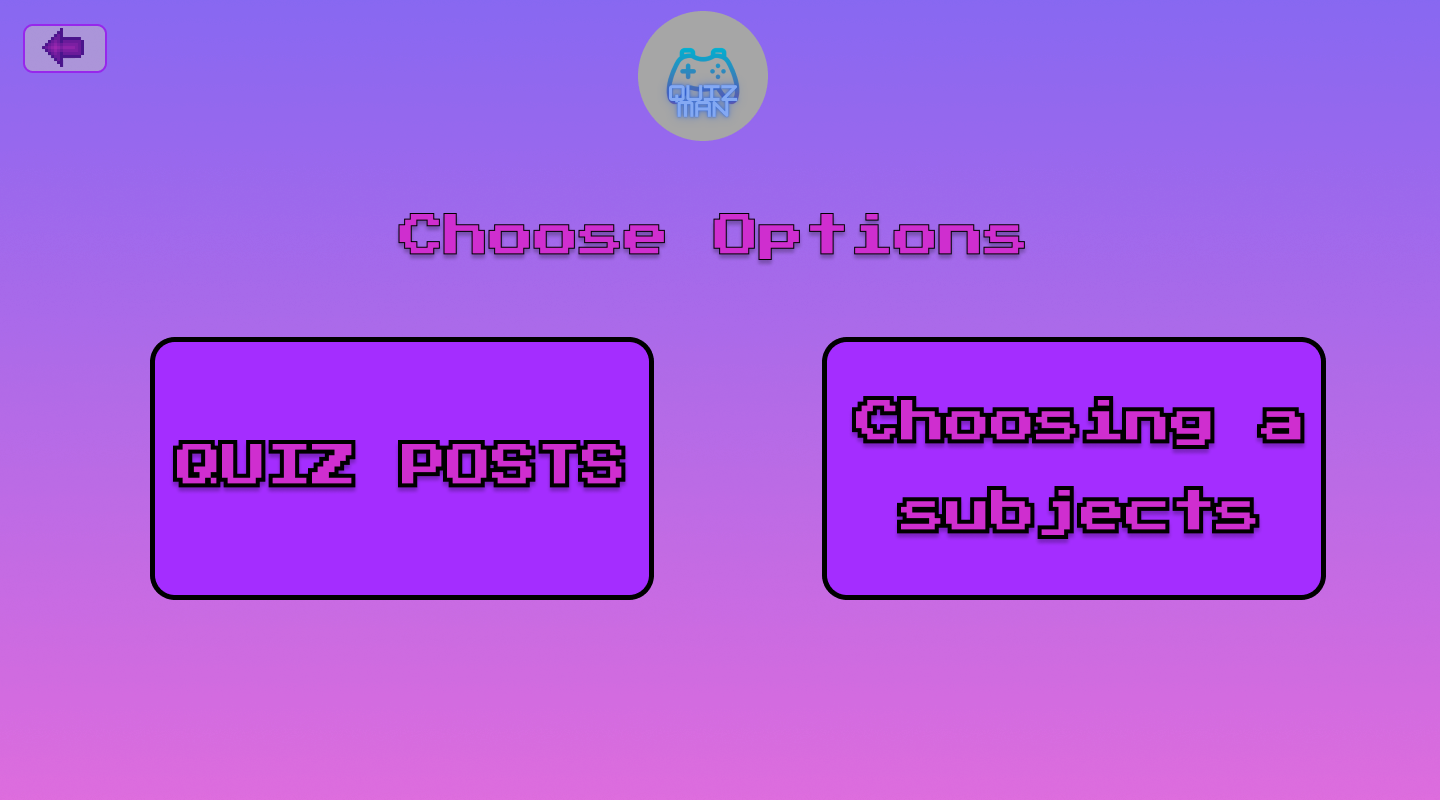 QUIZ
MAN
Choose Options
QUIZ POSTS
Choosing a
subjects